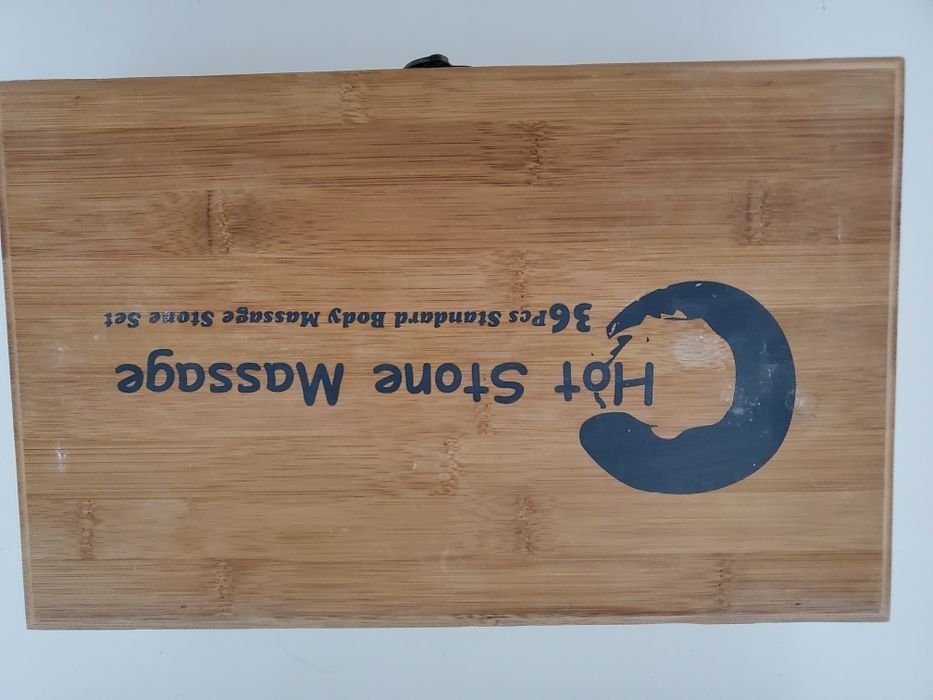 Hot Stone Massage
36Pcs Standard Body Massage Stone Set